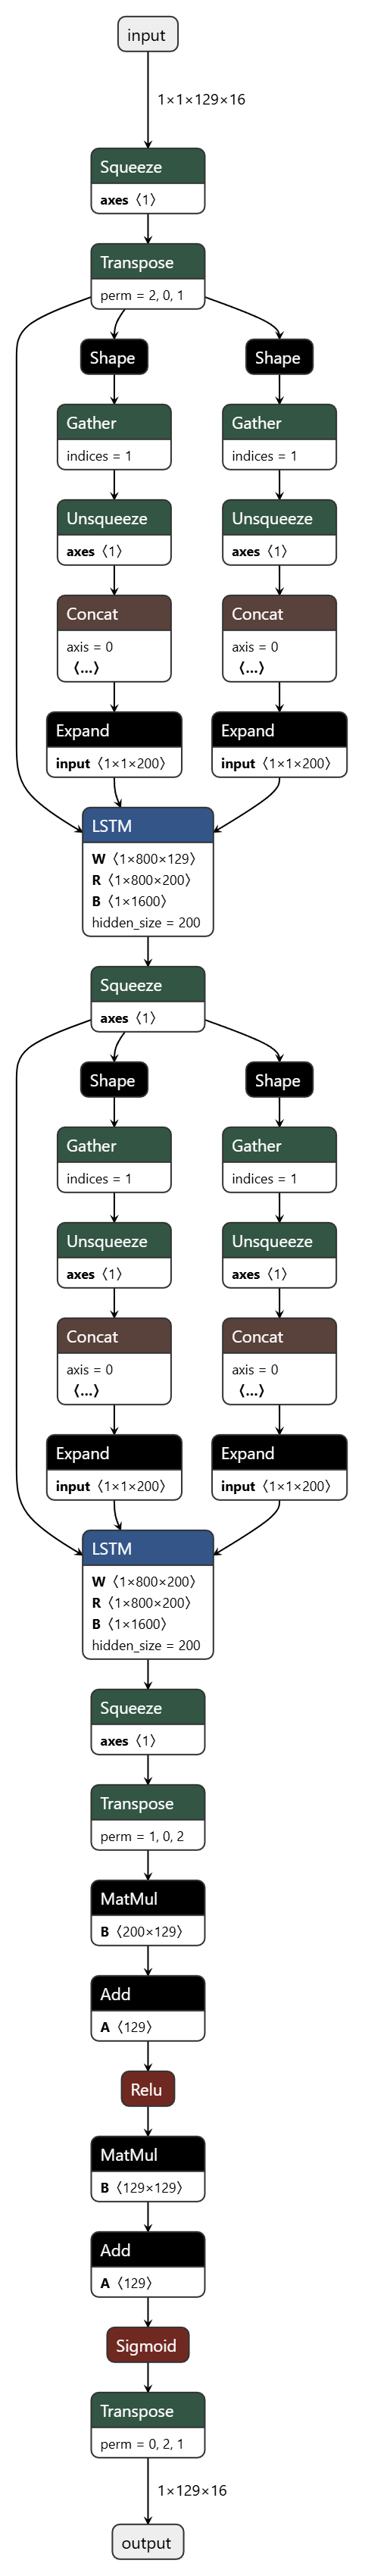 input
1×1×129×16
Squeeze
axes〈1〉
Transpose
perm = 2, 0, 1
Shape
Shape
Gather
indices = 1
Gather
indices = 1
Unsqueeze
axes〈1〉
Unsqueeze
axes〈1〉
Concat
axis = 0
〈...〉
Concat
axis = 0
〈...〉
Expand
input〈1×1×200〉
Expand
input〈1×1×200〉
LSTM
W〈1×800×129〉
R〈1×800×200〉
B〈1×1600〉
hidden_size = 200
Squeeze
axes〈1〉
Shape
Shape
Gather
indices = 1
Gather
indices = 1
Unsqueeze
axes〈1〉
Unsqueeze
axes〈1〉
Concat
axis = 0
〈...〉
Concat
axis = 0
〈...〉
Expand
input〈1×1×200〉
Expand
input〈1×1×200〉
LSTM
W〈1×800×200〉
R〈1×800×200〉
B〈1×1600〉
hidden_size = 200
Squeeze
axes〈1〉
Transpose
perm = 1, 0, 2
MatMul
B〈200×129〉
Add
A〈129〉
Relu
MatMul
B〈129×129〉
Add
A〈129〉
Sigmoid
Transpose
perm = 0, 2, 1
1×129×16
output